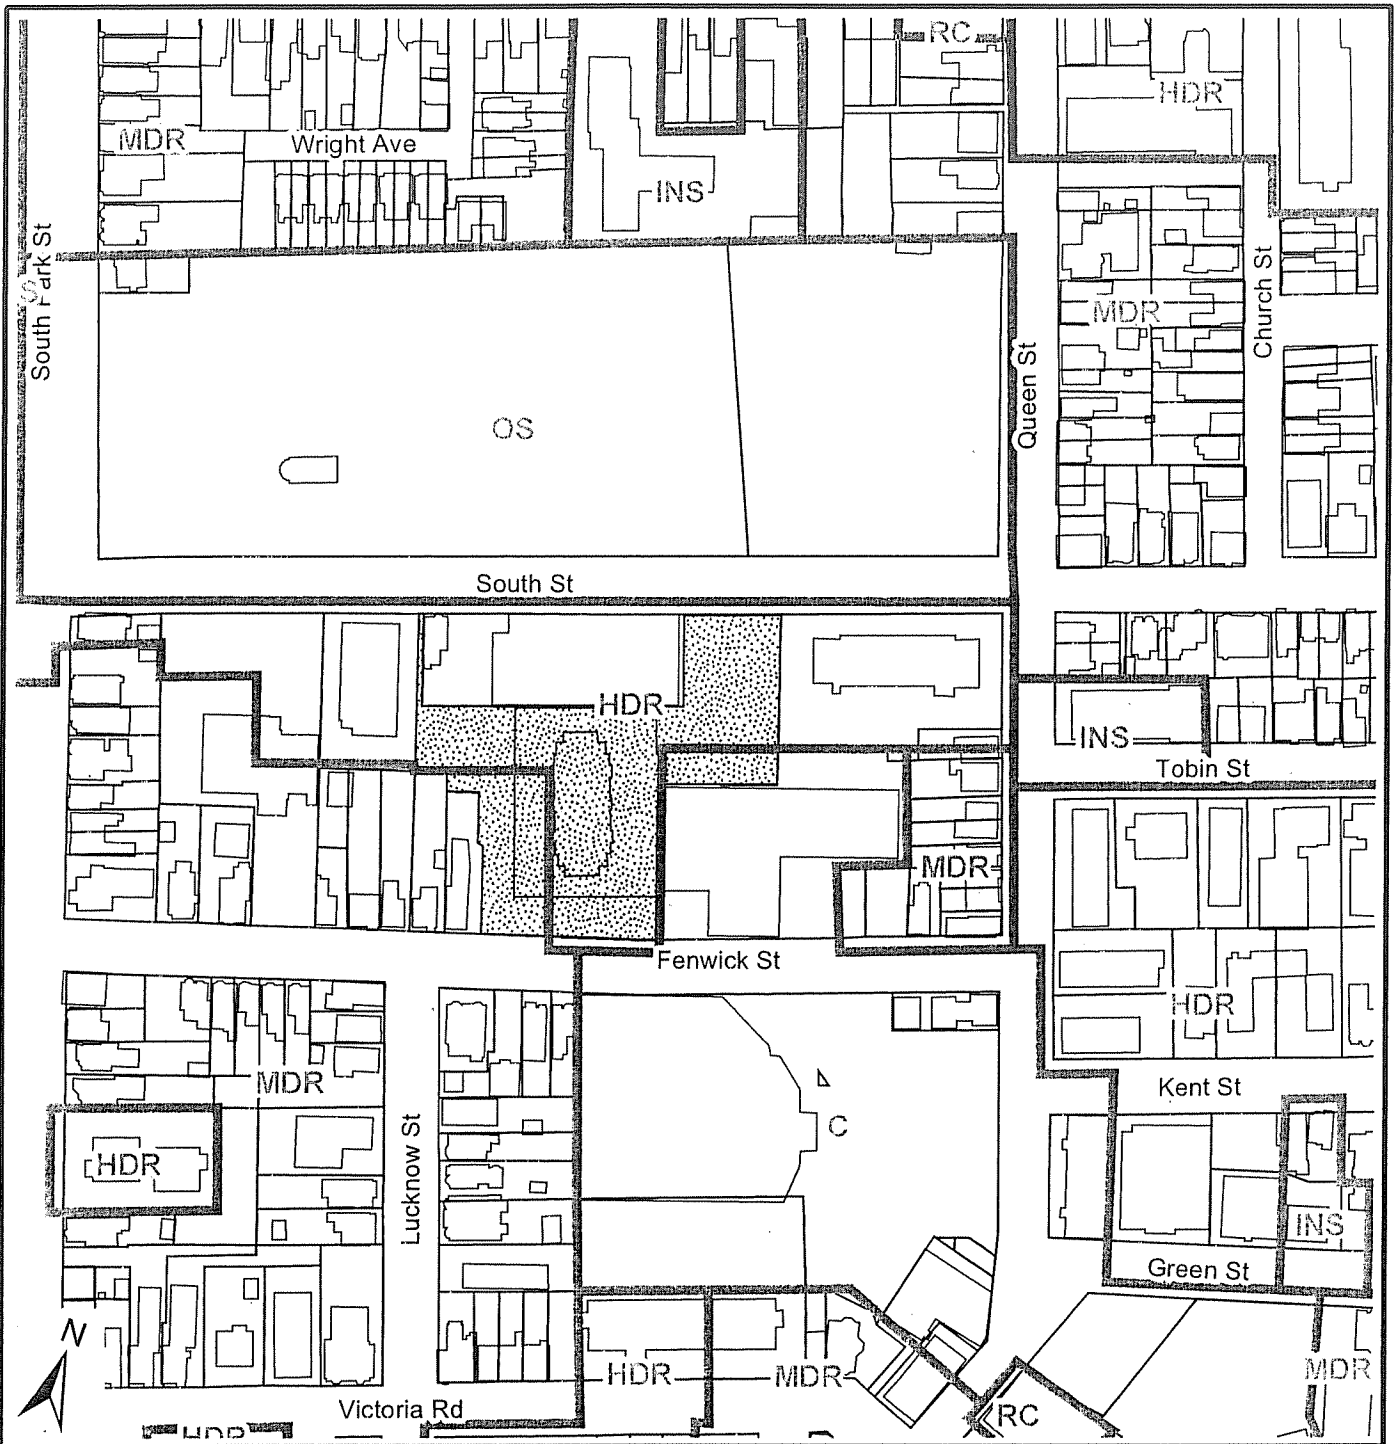 RC
HDR
MDR
Wright Ave
INS
South Park St
S
MDR
Church St
Queen St
OS
South St
HDR
INS
Tobin St
MDR
Fenwick St
HDR
MDR
Kent St
C
Lucknow St
HDR
INS
Green St
N
HDR
MDR
MDR
Victoria Rd
RC
HDR